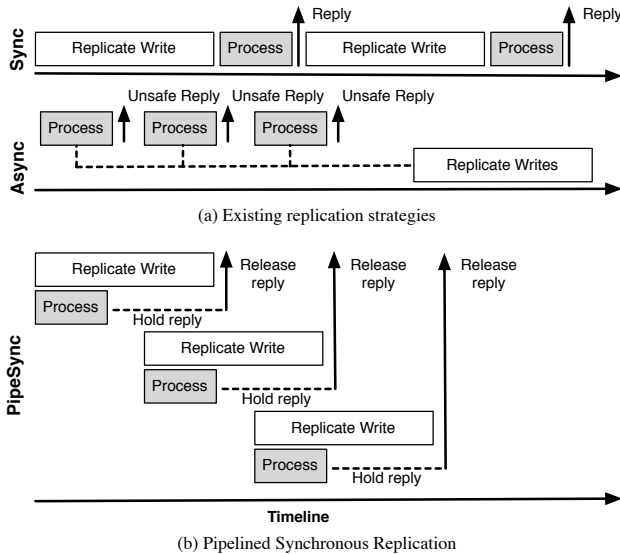 Reply
Reply
Sync
Replicate Write
Process
Replicate Write
Process
Unsafe Reply
Unsafe Reply
Unsafe Reply
Async
Process
Process
Process
Replicate Writes
(a) Existing replication strategies
PipeSync
Replicate Write
Release
reply
Release
reply
Release
reply
Process
Hold reply
Replicate Write
Process
Hold reply
Replicate Write
Process
Hold reply
Timeline
(b) Pipelined Synchronous Replication